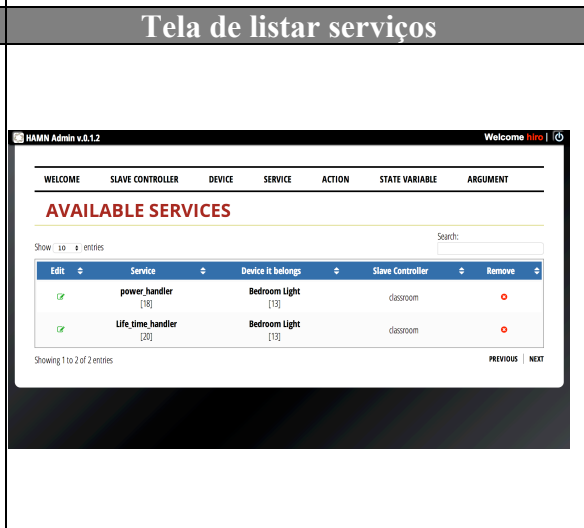 Tela de listar serviços
HAMN Admin v.0.1.2 Welcome hiro |
WELCOME SLAVE CONTROLLER DEVICE SERVICE ACTION STATE VARIABLE ARGUMENT
AVAILABLE SERVICES
Show 10 entries Search:
Edit Service Device it belongs Slave Controller Remove
power_handler Bedroom Light
[18] [13] classroom
Life_time_handler Bedroom Light
[20] [13] classroom
Showing 1 to 2 of 2 entries PREVIOUS | NEXT